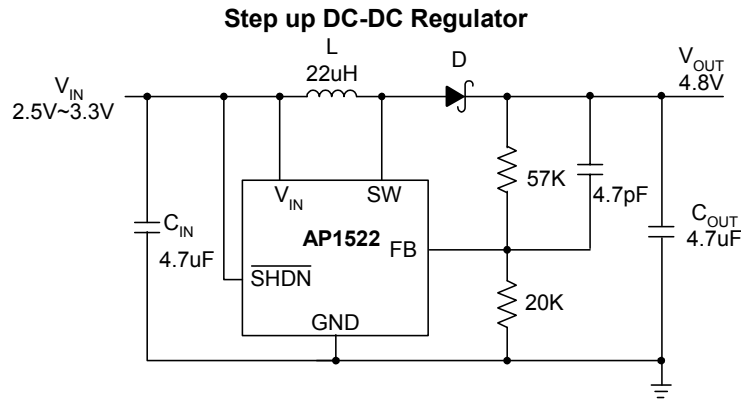 Step up DC-DC Regulator
L
22uH
D
VOUT
4.8V
VIN
2.5V~3.3V
VIN
SW
57K
4.7pF
CIN
4.7uF
AP1522
FB
COUT
4.7uF
SHDN
20K
GND